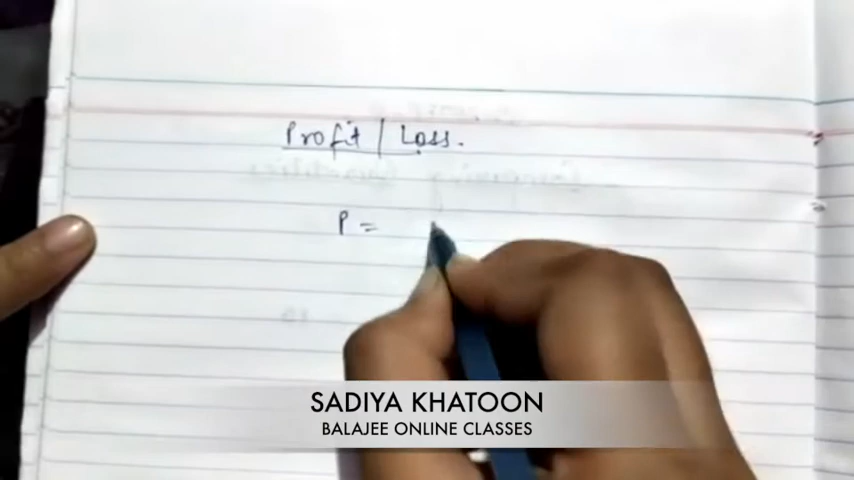 Profit / Loss.
P =
SADIYA KHATOON
BALAJEE ONLINE CLASSES